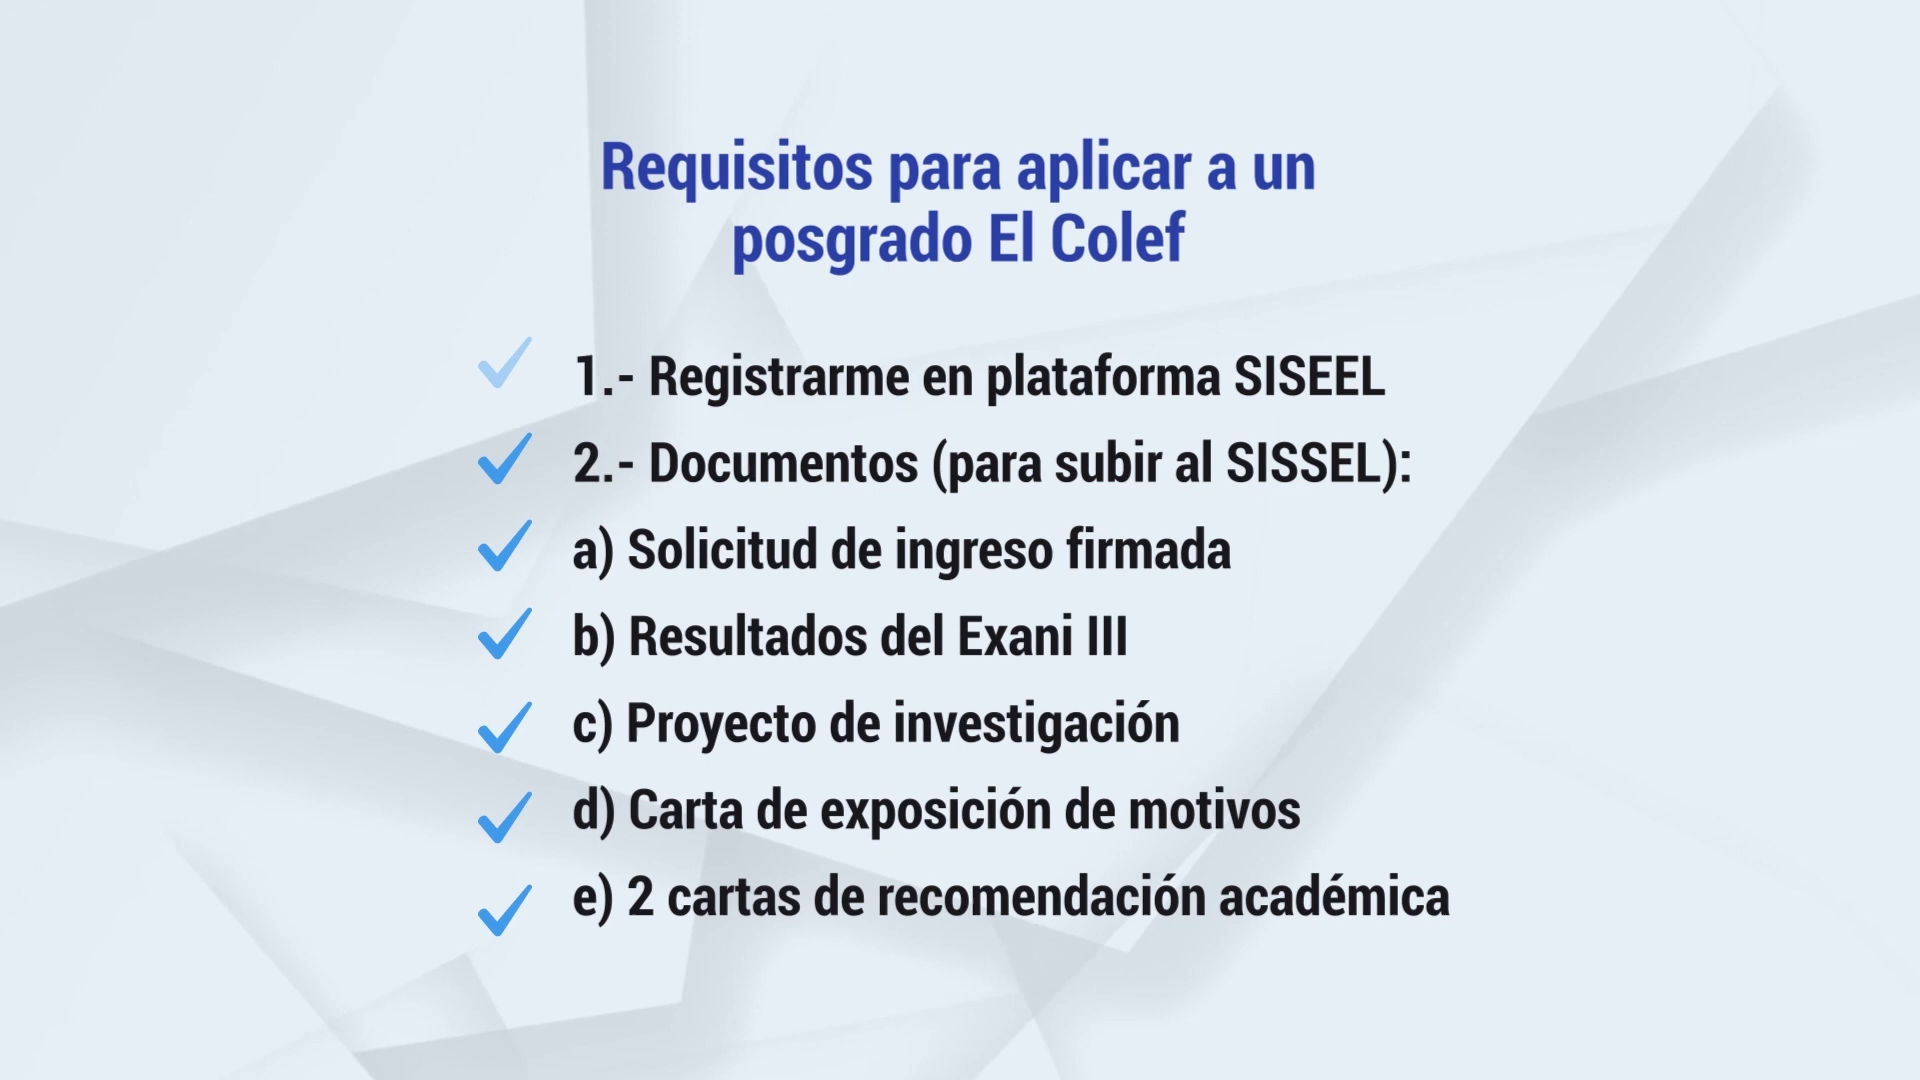 Requisitos para aplicar a un
posgrado El Colef
1.- Registrarme en plataforma SISEEL
2.- Documentos (para subir al SISSEL):
a) Solicitud de ingreso firmada
b) Resultados del Exani III
c) Proyecto de investigación
d) Carta de exposición de motivos
e) 2 cartas de recomendación académica